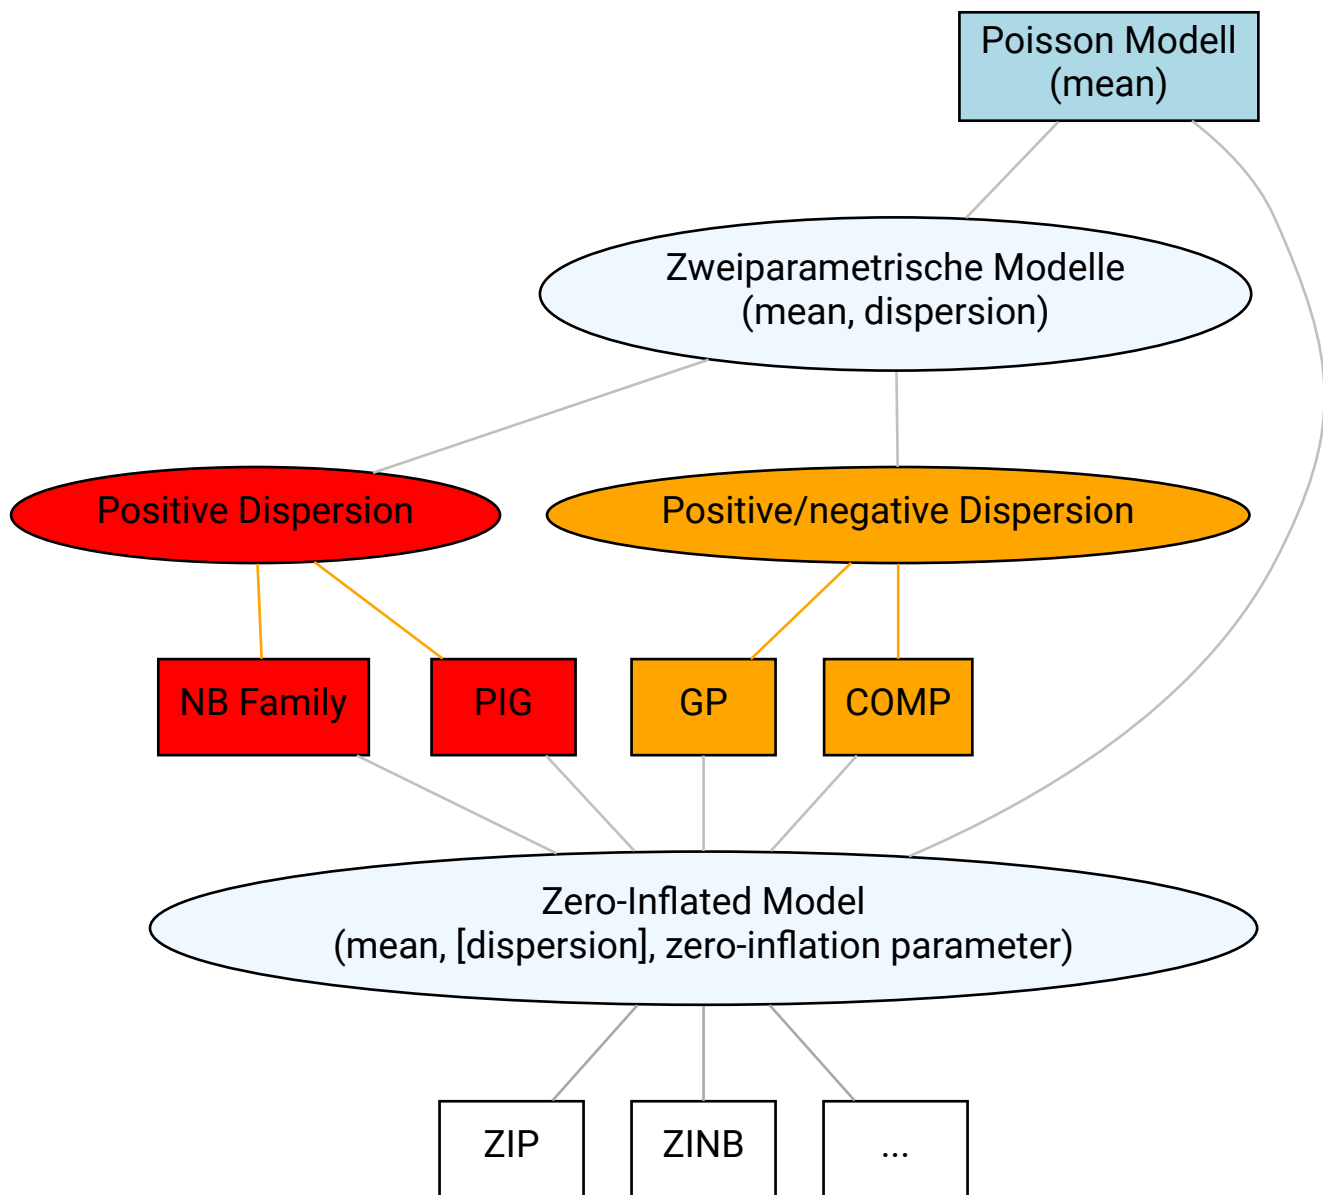 Poisson Modell
(mean)
Zweiparametrische Modelle
(mean, dispersion)
Positive Dispersion
Positive/negative Dispersion
NB Family
PIG
GP
COMP
Zero-Inflated Model
(mean, [dispersion], zero-inflation parameter)
ZIP
ZINB
...